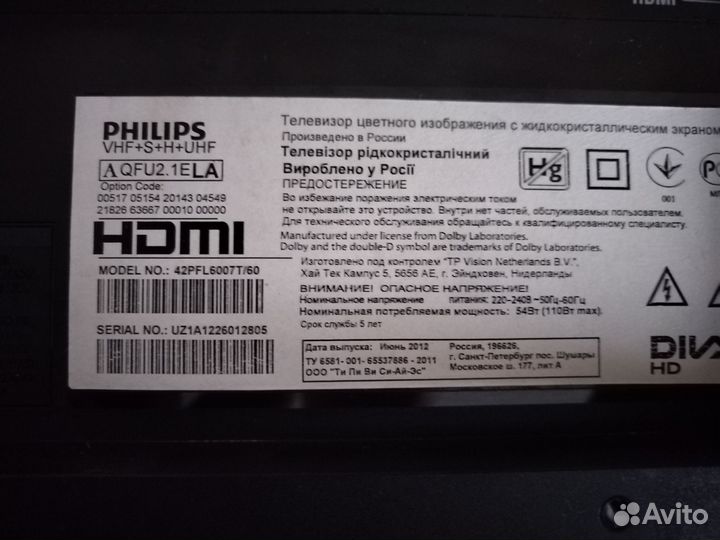 HDMI
PHILIPS
VHF+S+H+UHF
A QFU2.1E LA
Option Code:
00517 05154 20143 04549
21826 63667 00010 00000
HDMI
MODEL NO.: 42PFL6007T/60
SERIAL NO.: UZ1A1226012805
Телевизор цветного изображения с жидкокристаллическим экраном
Произведено в России
Телевізор рідкокристалічний
Вироблено у Росії
ПРЕДОСТЕРЕЖЕНИЕ
Во избежание поражения электрическим током
не открывайте это устройство. Внутри нет частей, обслуживаемых пользователем.
Для технического обслуживания обращайтесь к квалифицированному специалисту.
Manufactured under license from Dolby Laboratories.
Dolby and the double-D symbol are trademarks of Dolby Laboratories.
Изготовлено под контролем "TP Vision Netherlands B.V.",
Хай Тек Кампус 5, 5656 AE, г. Эйндховен, Нидерланды
ВНИМАНИЕ! ОПАСНОЕ НАПРЯЖЕНИЕ!
Номинальное напряжение питания: 220-240В ~50Гц-60Гц
Номинальная потребляемая мощность: 54Вт (110Вт max)
Срок службы 5 лет
Дата выпуска: Июнь 2012
ТУ 6581-001-65537886-2011
ООО "Ти Пи Ви Си-Ай-Эс"
Россия, 196626,
г. Санкт-Петербург пос. Шушары
Московское ш. 177, лит А
Hg
001
DIV
HD
Avito